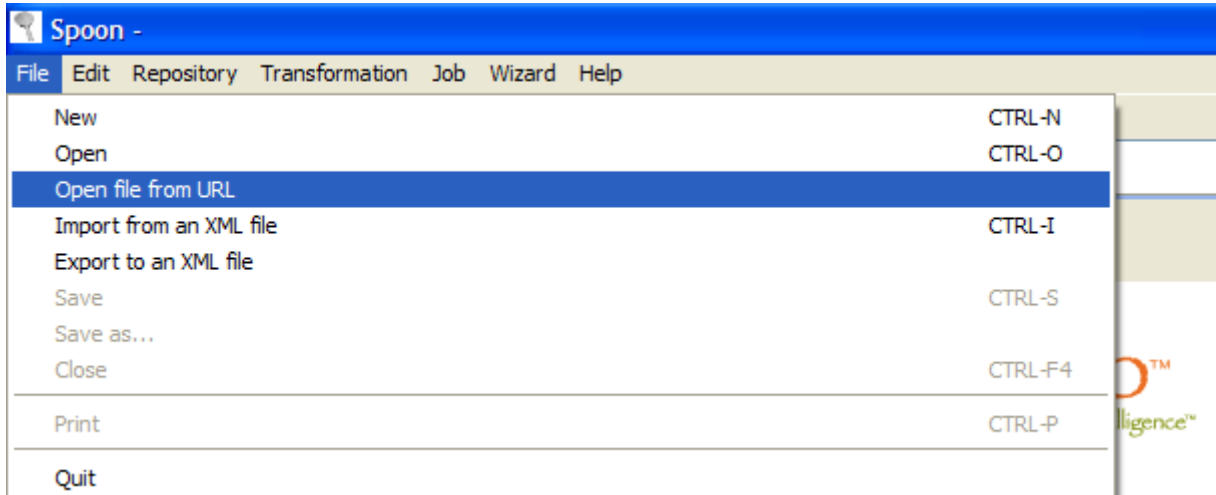 Spoon -
File Edit Repository Transformation Job Wizard Help
New CTRL-N
Open CTRL-O
Open file from URL
Import from an XML file CTRL-I
Export to an XML file
Save CTRL-S
Save as...
Close CTRL-F4
Print CTRL-P
Quit